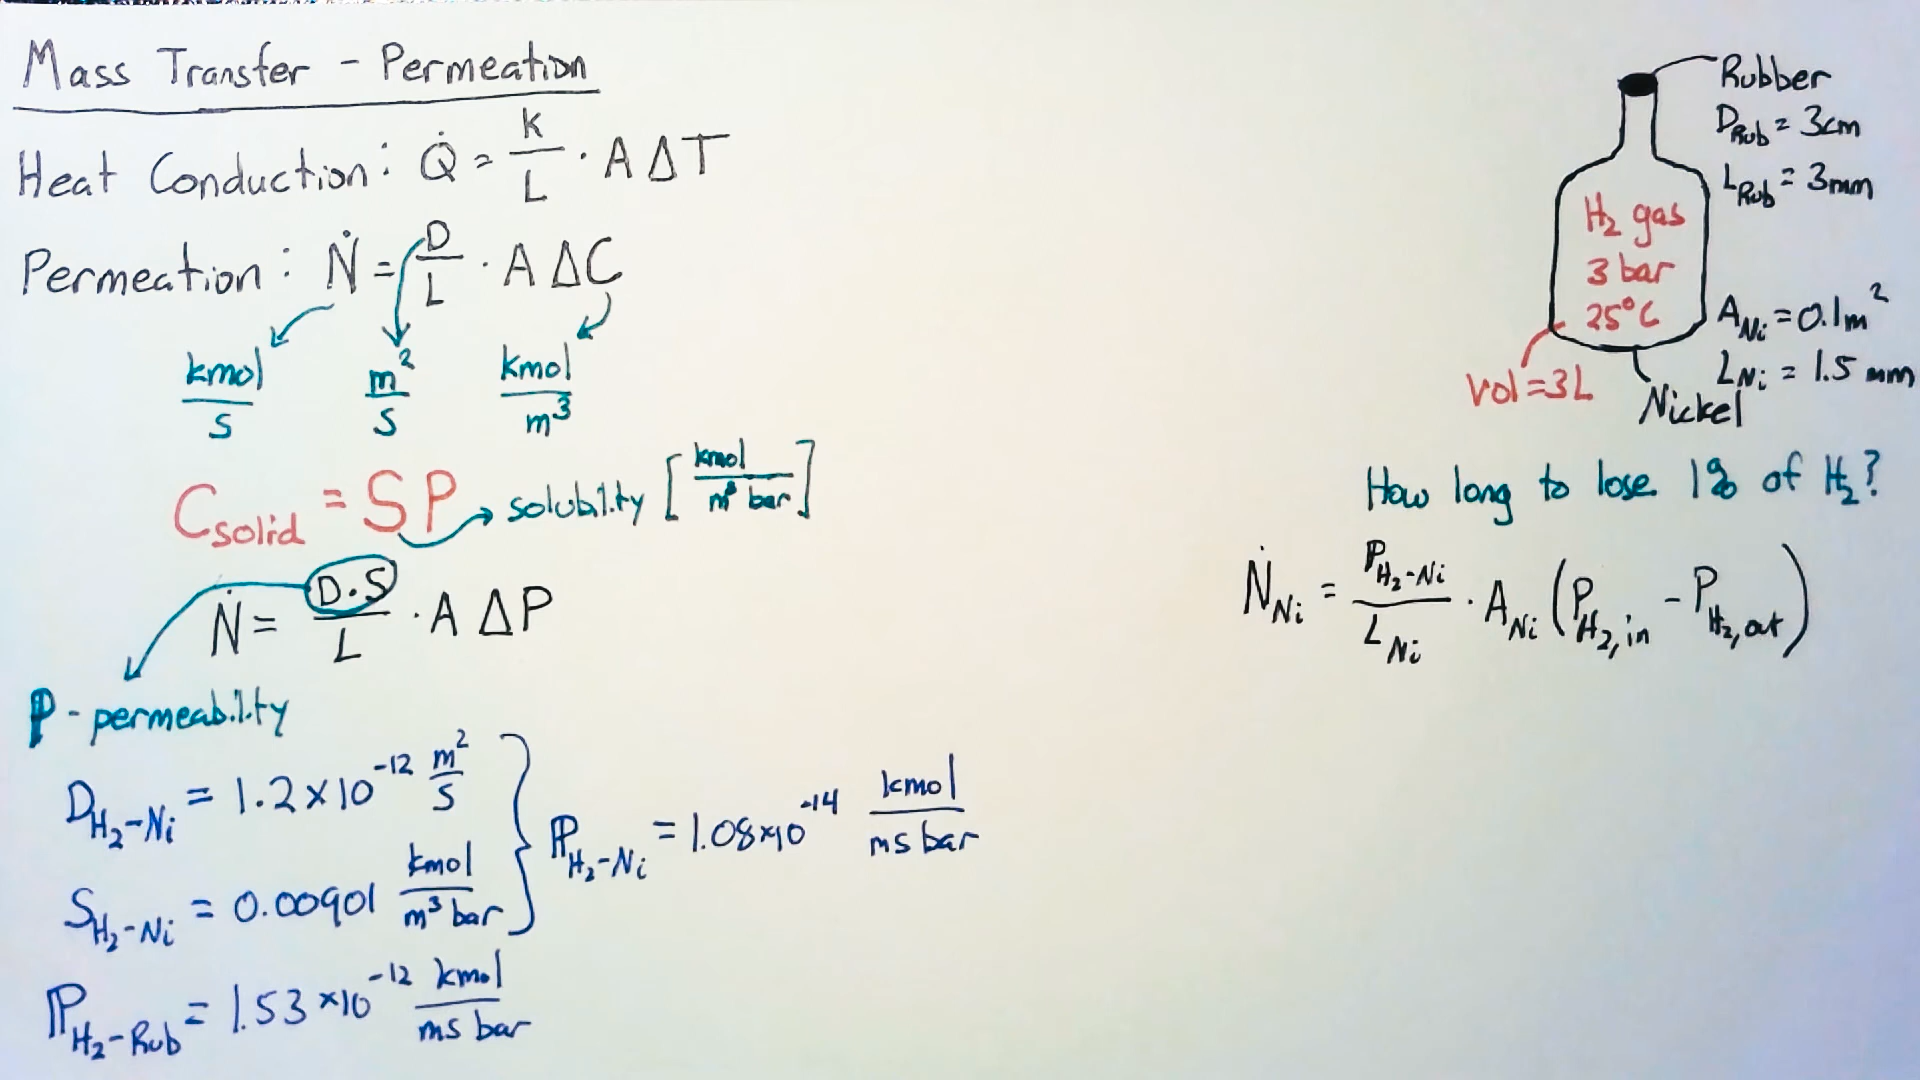 Mass Transfer - Permeation
Heat Conduction: Q̇ = k/L · A ΔT
Permeation: Ṅ = D/L · A ΔC
kmol/s m²/s kmol/m³
C_solid = SP → solubility [kmol/m³ bar]
Ṅ = D·S/L · A ΔP
ℙ - permeability
D_H₂-Ni = 1.2×10⁻¹² m²/s
S_H₂-Ni = 0.00901 kmol/m³ bar
ℙ_H₂-Ni = 1.08×10⁻¹⁴ kmol/ms bar
ℙ_H₂-Rub = 1.53×10⁻¹² kmol/ms bar
Rubber
D_Rub = 3cm
L_Rub = 3mm
H₂ gas
3 bar
25°C
Vol=3L
A_Ni = 0.1m²
L_Ni = 1.5 mm
Nickel
How long to lose 1% of H₂?
Ṅ_Ni = ℙ_H₂-Ni/L_Ni · A_Ni (P_H₂,in - P_H₂,out)